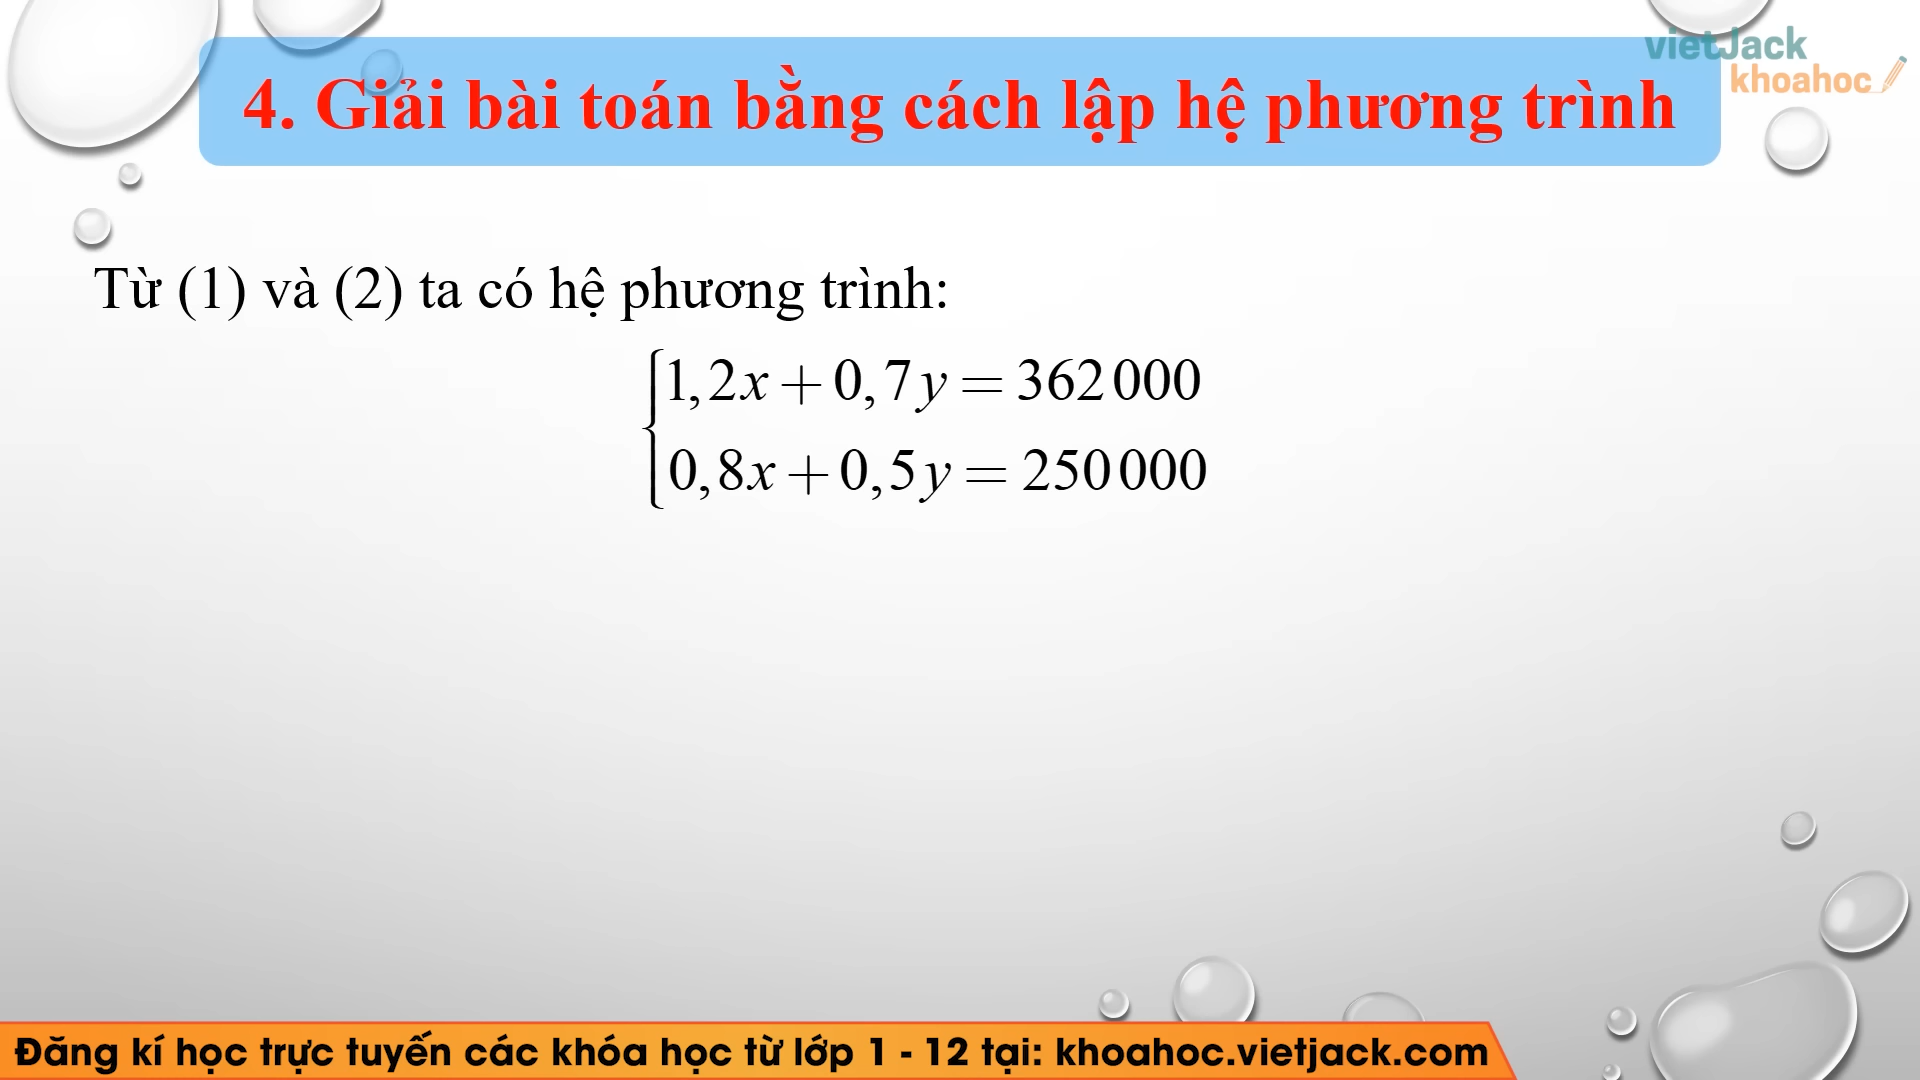 vietJack
khoahoc
4. Giải bài toán bằng cách lập hệ phương trình
Từ (1) và (2) ta có hệ phương trình:
1,2x + 0,7y = 362 000
0,8x + 0,5y = 250 000
Đăng kí học trực tuyến các khóa học từ lớp 1 - 12 tại: khoahoc.vietjack.com